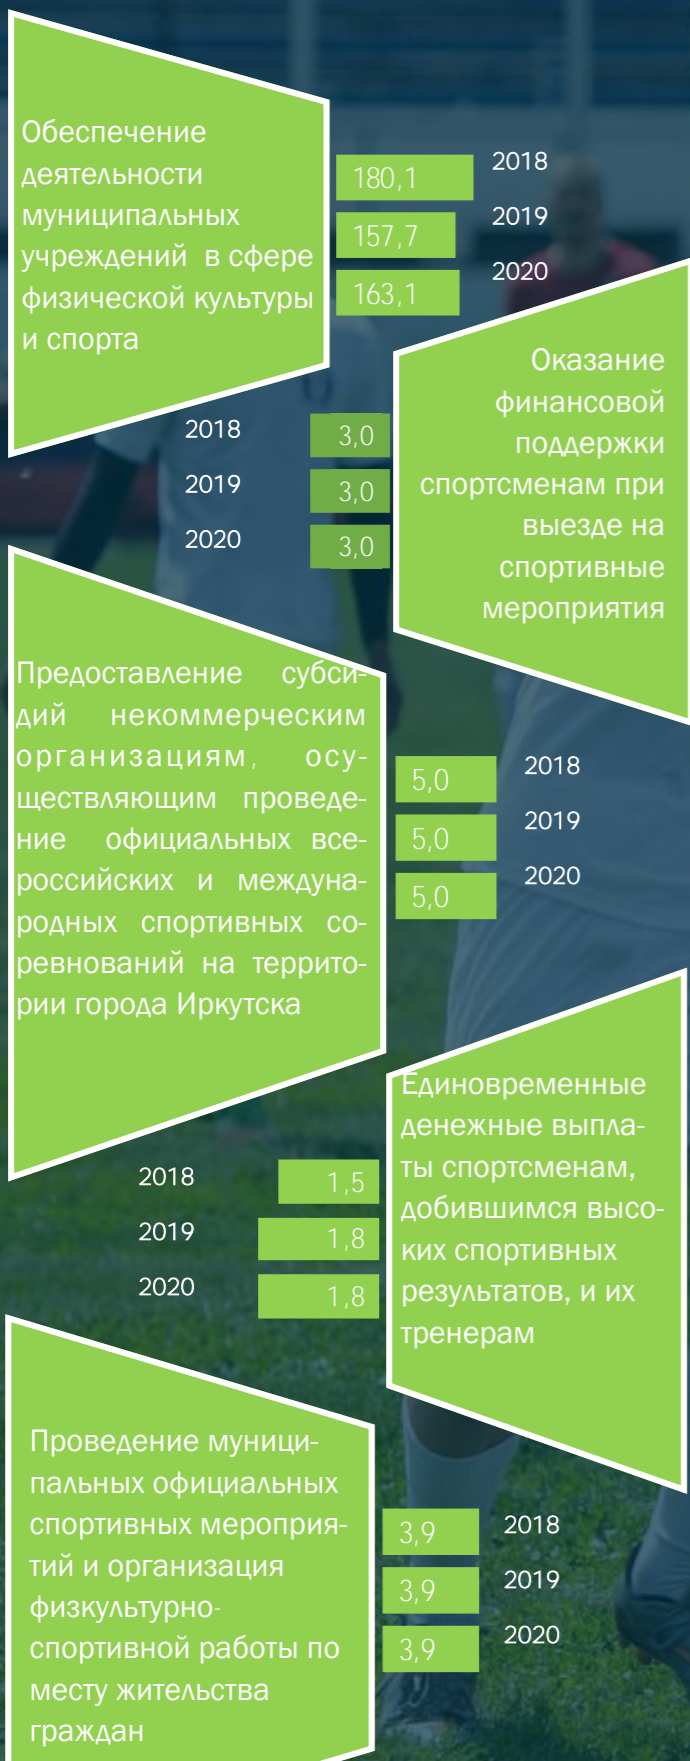 Обеспечение
деятельности
муниципальных
учреждений в сфере
физической культуры
и спорта
180,1 2018
157,7 2019
163,1 2020
Оказание
финансовой
поддержки
спортсменам при
выезде на
спортивные
мероприятия
2018 3,0
2019 3,0
2020 3,0
Предоставление субси-
дий некоммерческим
организациям, осу-
ществляющим проведе-
ние официальных все-
российских и междуна-
родных спортивных со-
ревнований на террито-
рии города Иркутска
5,0 2018
5,0 2019
5,0 2020
Единовременные
денежные выпла-
ты спортсменам,
добившимся высо-
ких спортивных
результатов, и их
тренерам
2018 1,5
2019 1,8
2020 1,8
Проведение муници-
пальных официальных
спортивных мероприя-
тий и организация
физкультурно-
спортивной работы по
месту жительства
граждан
3,9 2018
3,9 2019
3,9 2020